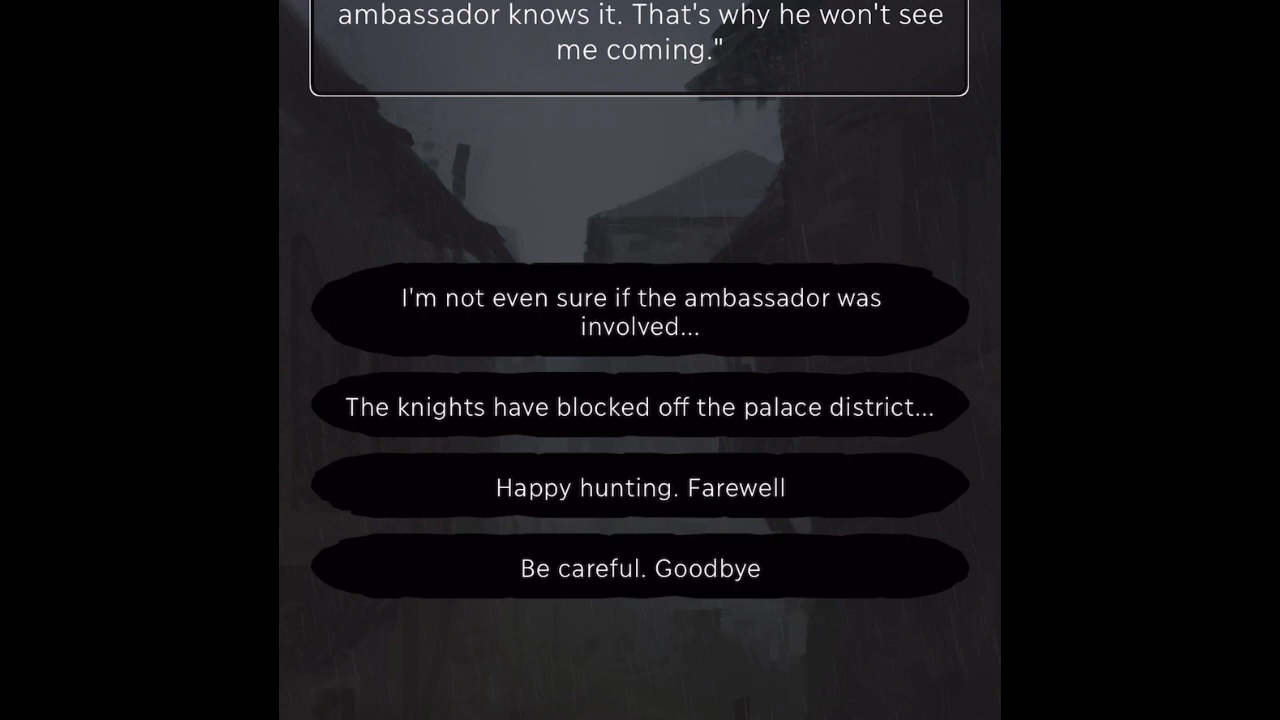 ambassador knows it. That's why he won't see
me coming."
I'm not even sure if the ambassador was
involved...
The knights have blocked off the palace district...
Happy hunting. Farewell
Be careful. Goodbye